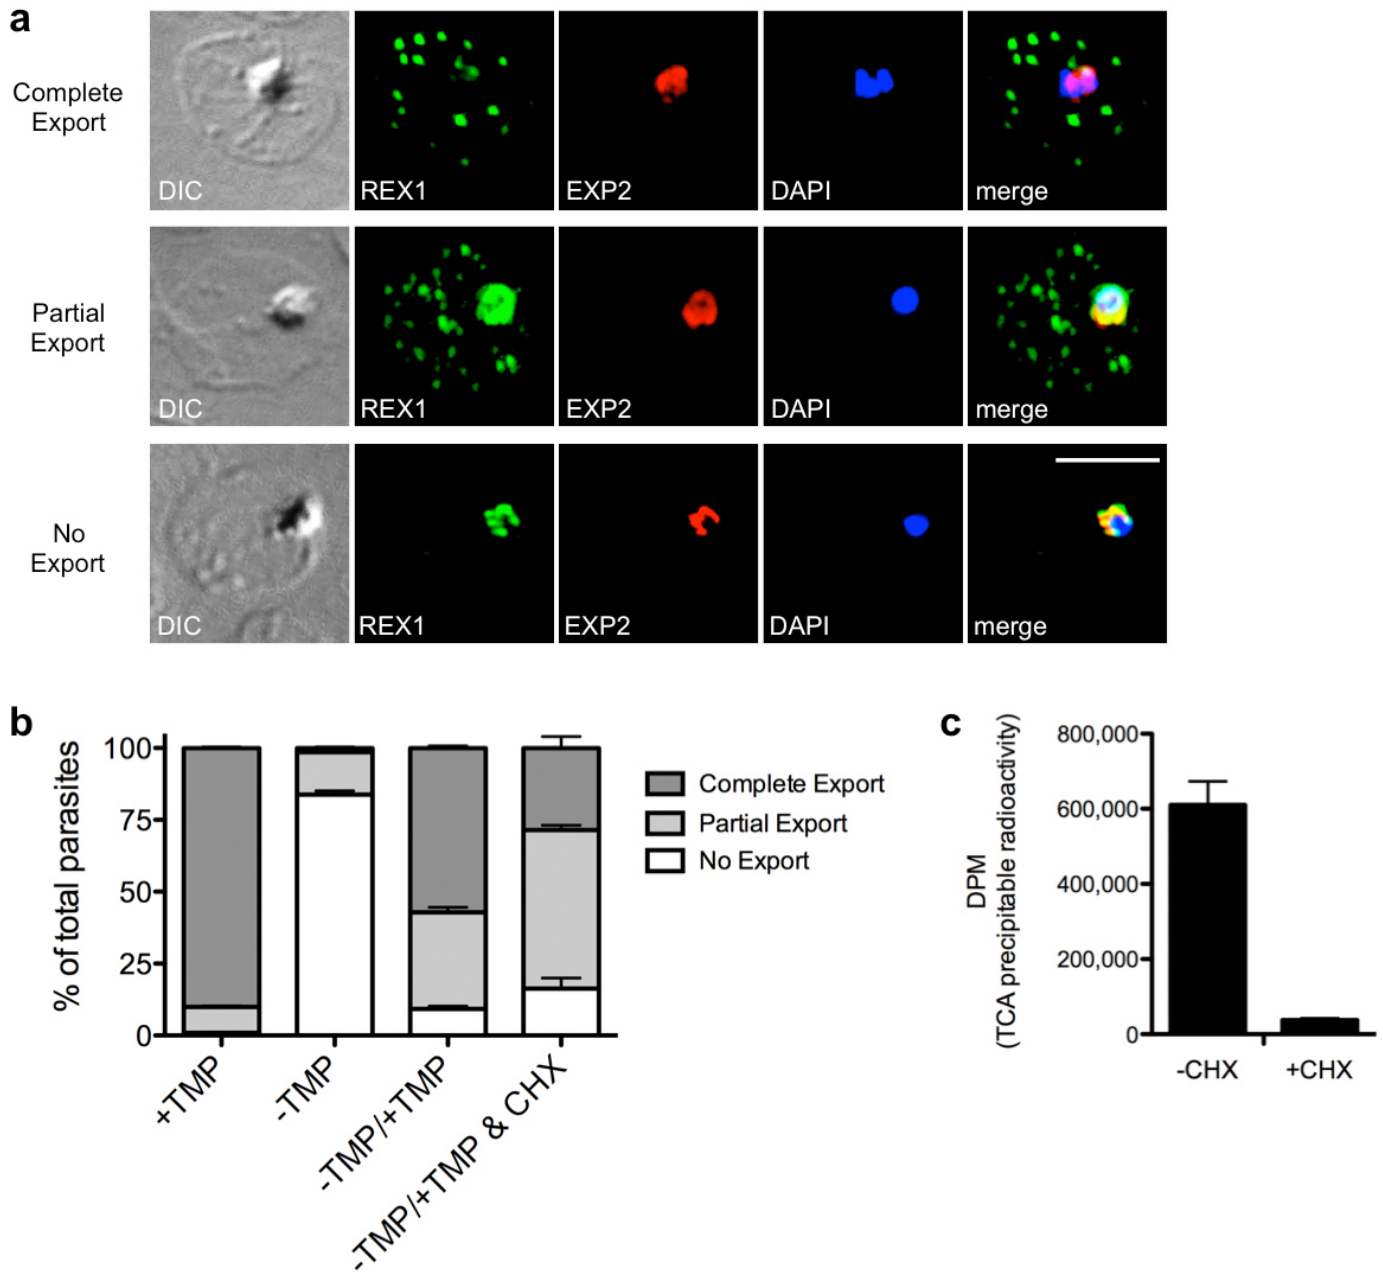 a
Complete
Export
DIC
REX1
EXP2
DAPI
merge
Partial
Export
DIC
REX1
EXP2
DAPI
merge
No
Export
DIC
REX1
EXP2
DAPI
merge
b
% of total parasites
100
75
50
25
0
+TMP
-TMP
-TMP/+TMP
-TMP/+TMP & CHX
Complete Export
Partial Export
No Export
c
DPM
(TCA precipitable radioactivity)
800,000
600,000
400,000
200,000
0
-CHX
+CHX